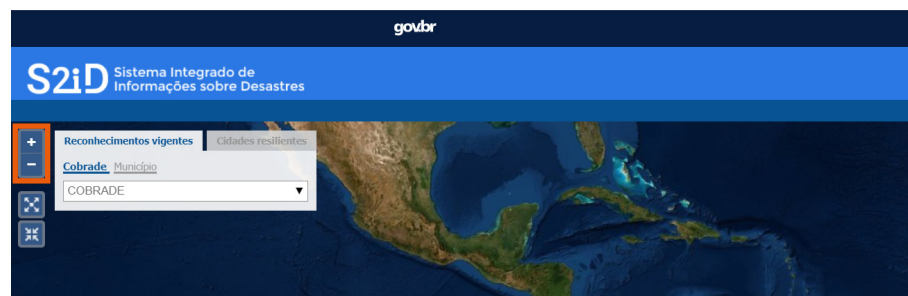 gov.br
S2iD Sistema Integrado de
Informações sobre Desastres
+
Reconhecimentos vigentes Cidades resilientes
−
Cobrade Município
COBRADE ▼